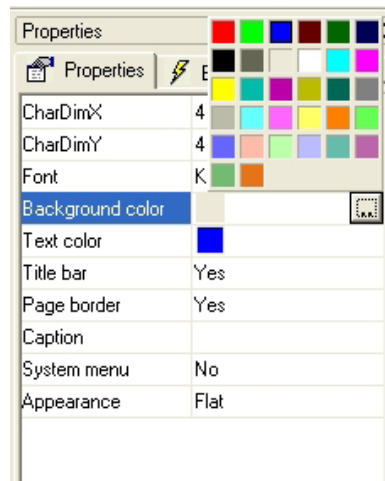 Properties
Properties E
CharDimX 4
CharDimY 4
Font K
Background color ...
Text color
Title bar Yes
Page border Yes
Caption
System menu No
Appearance Flat